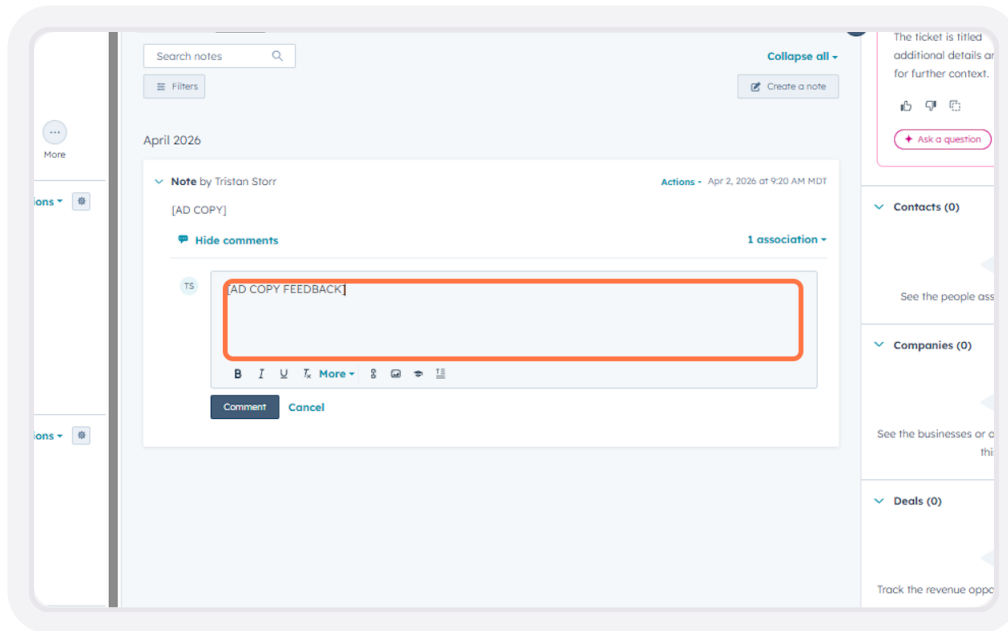 The ticket is titled
additional details
for further context.
Search notes
Collapse all
Filters
Create a note
Ask a question
More
April 2026
Note by Tristan Storr
Actions
Apr 2, 2026 at 9:20 AM MDT
[AD COPY]
Hide comments
1 association
TS
[AD COPY FEEDBACK]
B I U Tx More
Comment
Cancel
ions
ions
Contacts (0)
See the people ass
Companies (0)
See the businesses or o
thi
Deals (0)
Track the revenue oppo